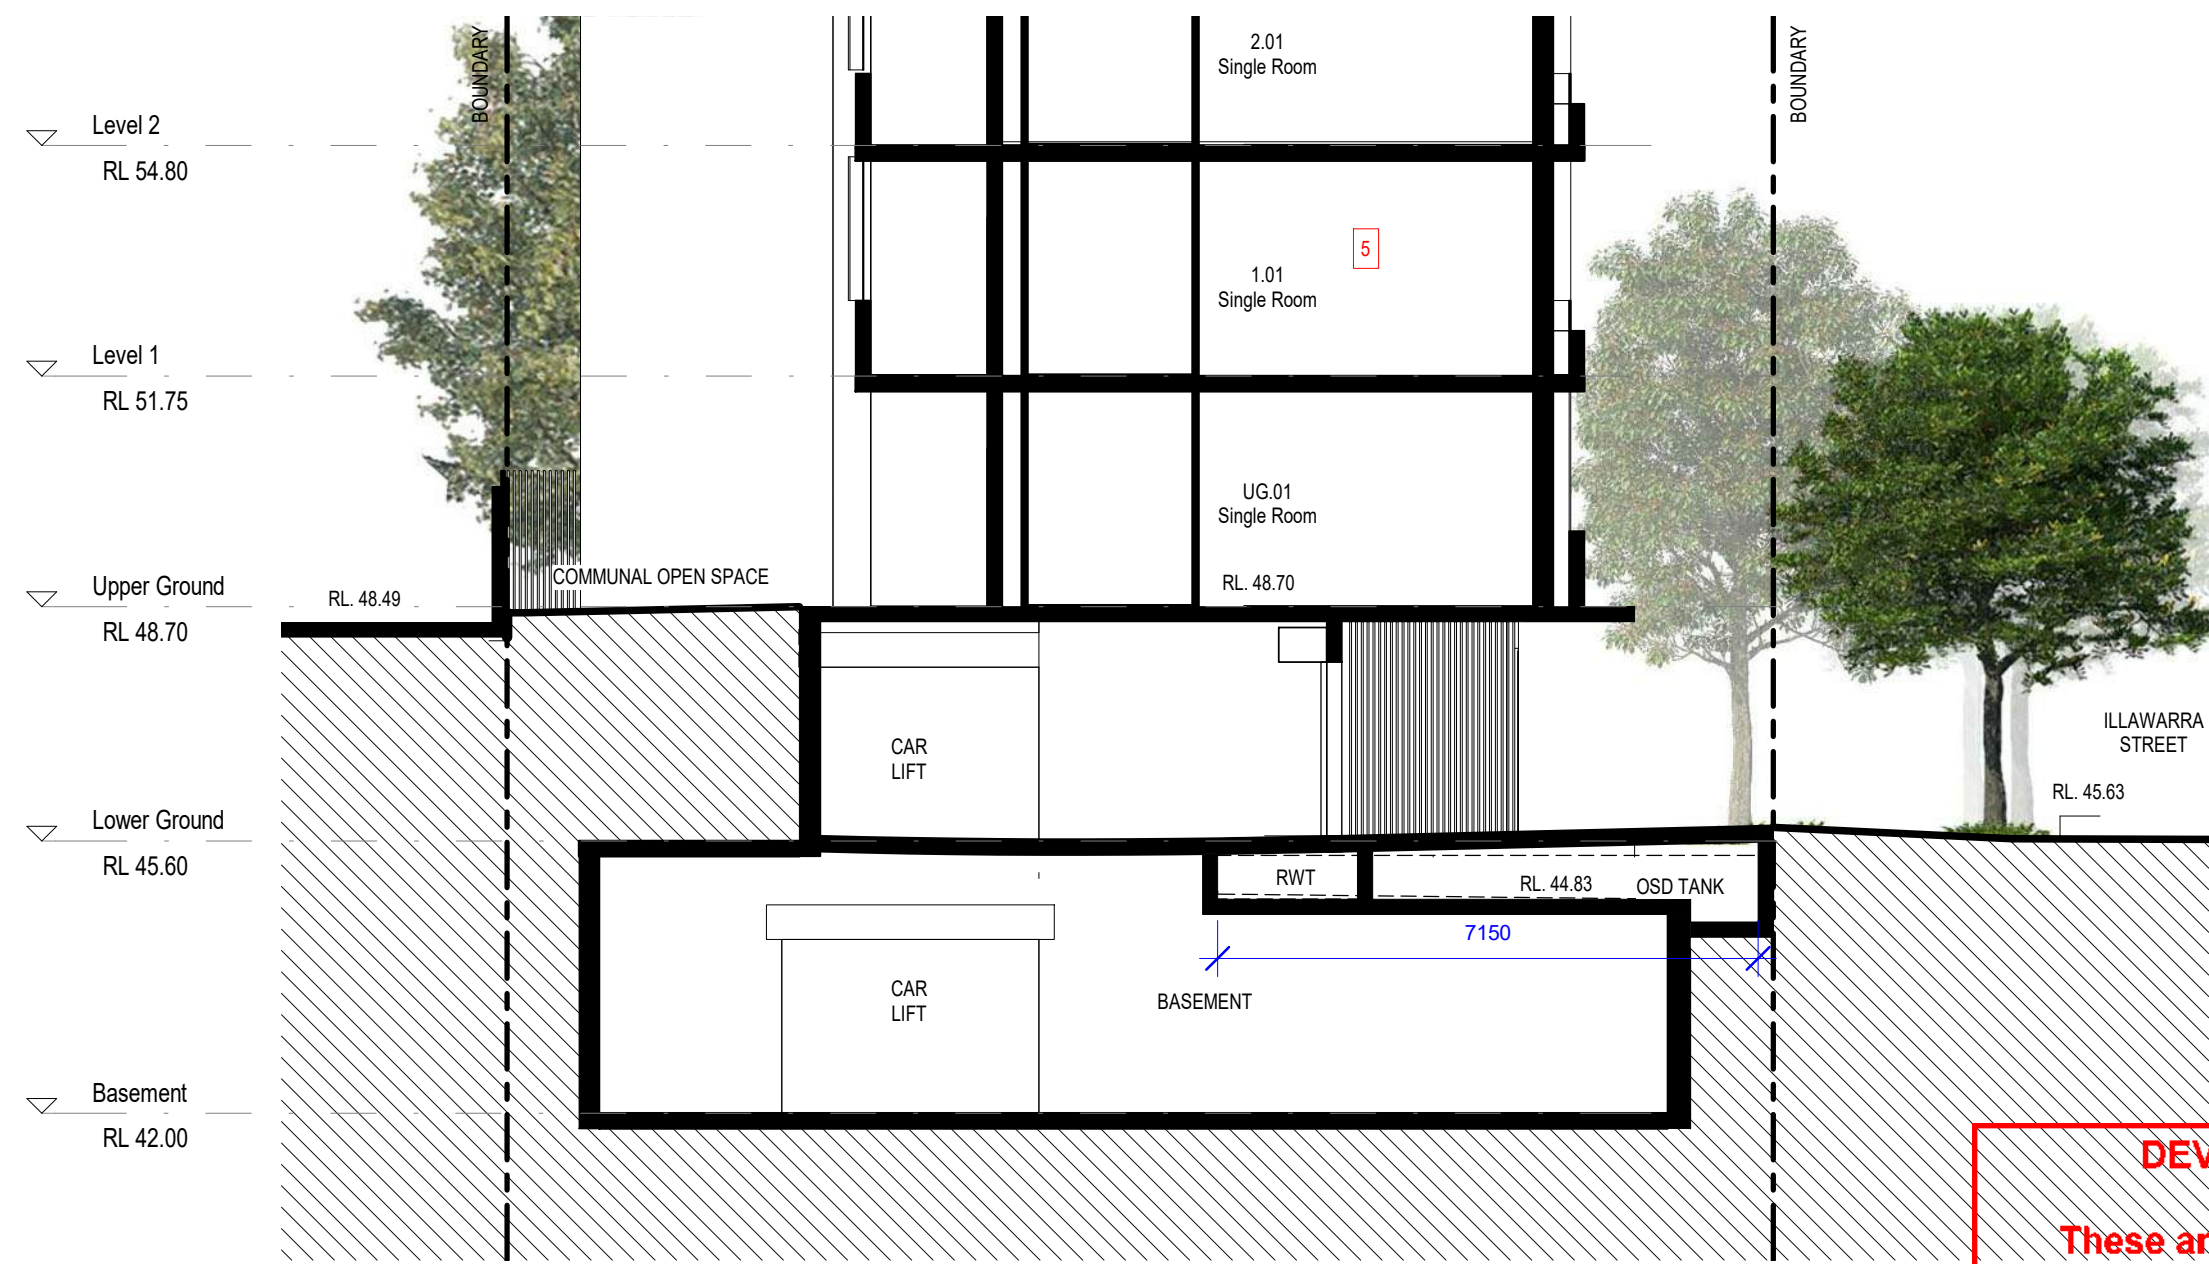 BOUNDARY
BOUNDARY
2.01
Single Room
Level 2
RL 54.80
5
1.01
Single Room
Level 1
RL 51.75
UG.01
Single Room
COMMUNAL OPEN SPACE
RL. 48.70
Upper Ground
RL. 48.49
RL 48.70
ILLAWARRA
STREET
CAR
LIFT
RL. 45.63
Lower Ground
RL 45.60
RWT
RL. 44.83
OSD TANK
7150
CAR
LIFT
BASEMENT
Basement
RL 42.00
DEV
These ar